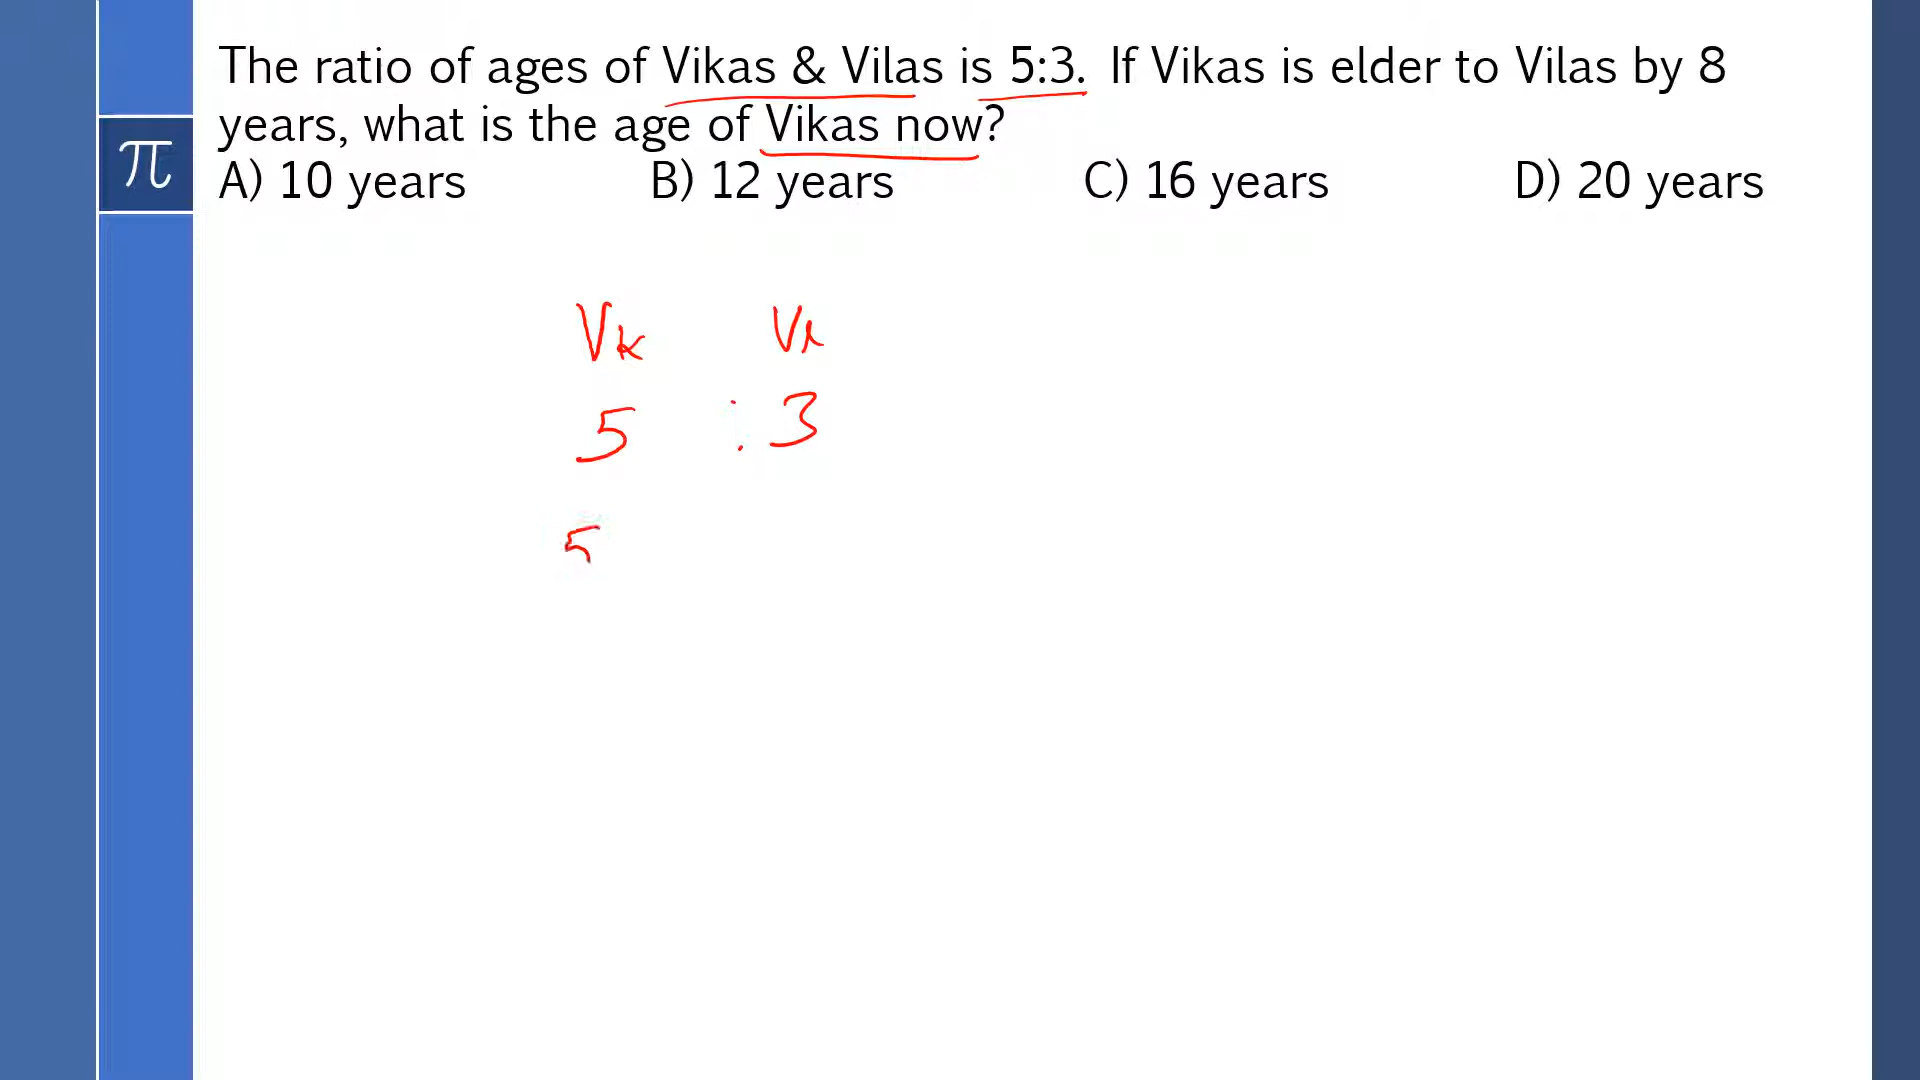 The ratio of ages of Vikas & Vilas is 5:3. If Vikas is elder to Vilas by 8
years, what is the age of Vikas now?
A) 10 years B) 12 years C) 16 years D) 20 years
π
Vk Vl
5 : 3
5